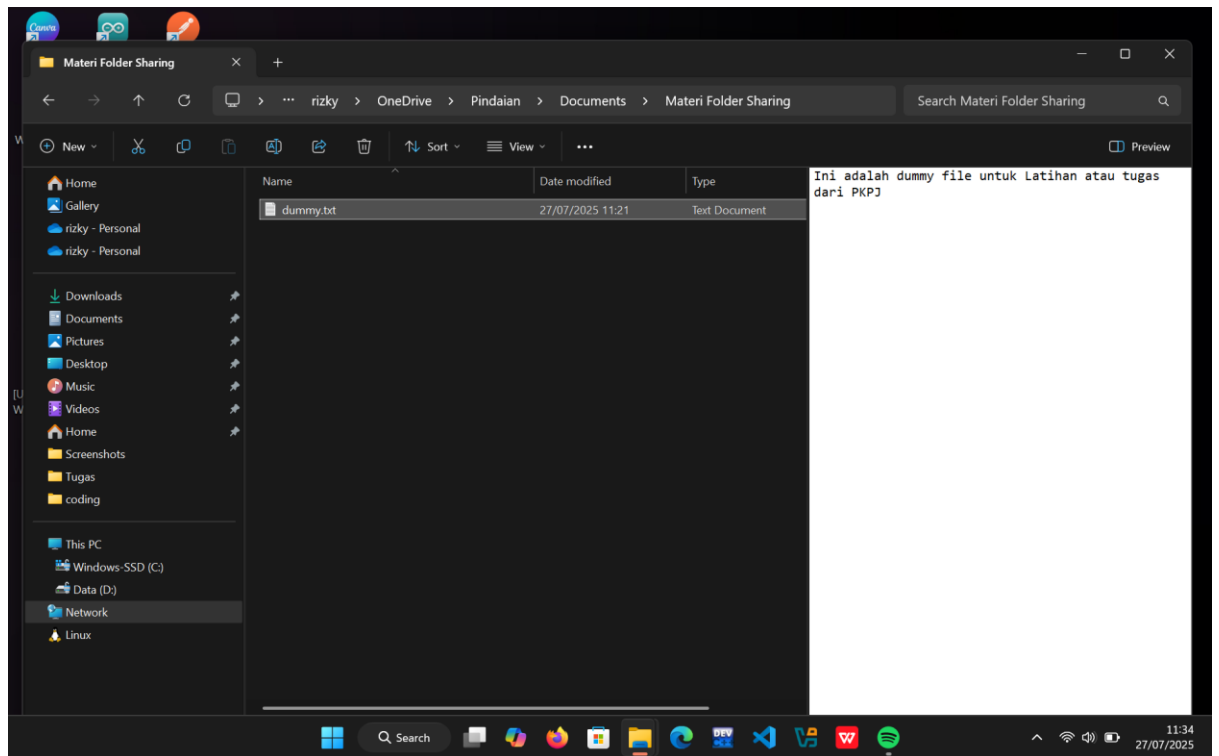 Canva
Materi Folder Sharing
rizky > OneDrive > Pindaian > Documents > Materi Folder Sharing
Search Materi Folder Sharing
New
Sort
View
Preview
Home
Gallery
rizky - Personal
rizky - Personal
Downloads
Documents
Pictures
Desktop
Music
Videos
Home
Screenshots
Tugas
coding
This PC
Windows-SSD (C:)
Data (D:)
Network
Linux
Name Date modified Type
dummy.txt 27/07/2025 11:21 Text Document
Ini adalah dummy file untuk Latihan atau tugas
dari PKPJ
Search
DEV
11:34
27/07/2025